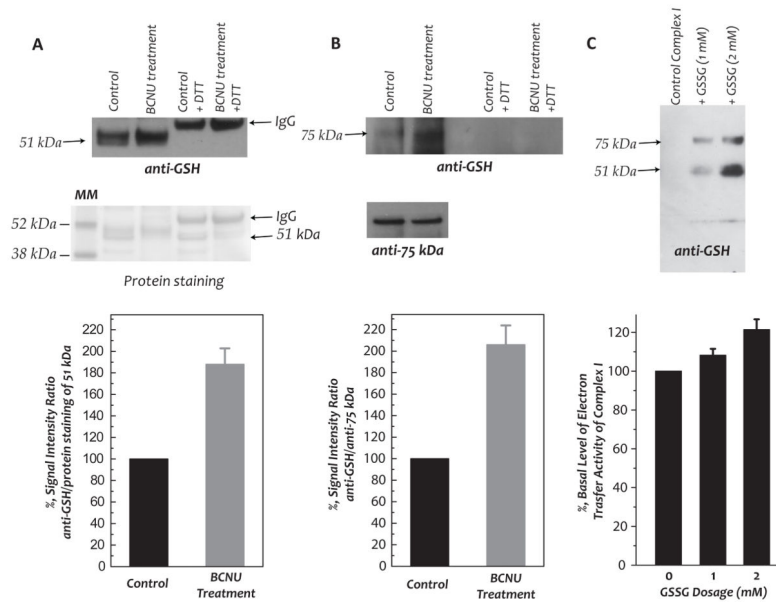 A
Control
BCNU treatment
Control
+ DTT
BCNU treatment
+DTT
51 kDa
IgG
anti-GSH
MM
52 kDa
38 kDa
IgG
51 kDa
Protein staining
%, Signal Intensity Ratio
anti-GSH/protein staining of 51 kDa
220
200
180
160
140
120
100
80
60
40
20
0
Control
BCNU
Treatment
B
Control
BCNU treatment
Control
+ DTT
BCNU treatment
+DTT
75 kDa
anti-GSH
anti-75 kDa
%, Signal Intensity Ratio
anti-GSH/anti-75 kDa
220
200
180
160
140
120
100
80
60
40
20
0
Control
BCNU
Treatment
C
Control Complex I
+ GSSG (1 mM)
+ GSSG (2 mM)
75 kDa
51 kDa
anti-GSH
%, Basal Level of Electron
Trasfer Activity of Complex I
120
100
80
60
40
20
0
0 1 2
GSSG Dosage (mM)